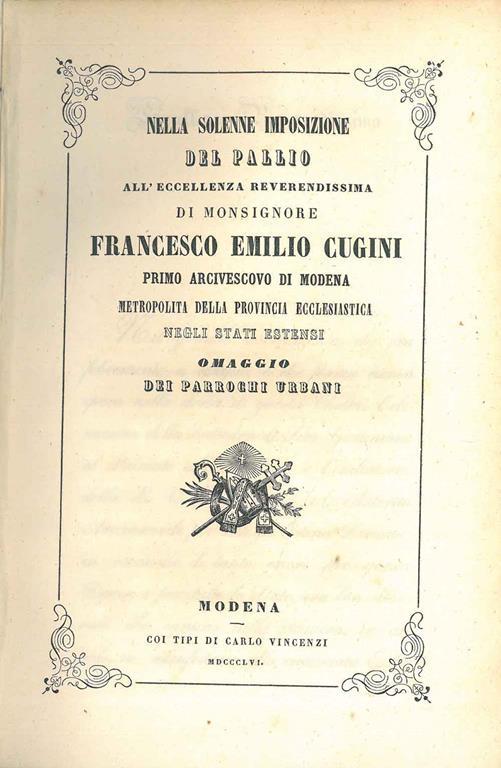 NELLA SOLENNE IMPOSIZIONE
DEL PALLIO
ALL'ECCELLENZA REVERENDISSIMA
DI MONSIGNORE
FRANCESCO EMILIO CUGINI
PRIMO ARCIVESCOVO DI MODENA
METROPOLITA DELLA PROVINCIA ECCLESIASTICA
NEGLI STATI ESTENSI
OMAGGIO
DEI PARROCHI URBANI
MODENA
COI TIPI DI CARLO VINCENZI
MDCCCLVI.